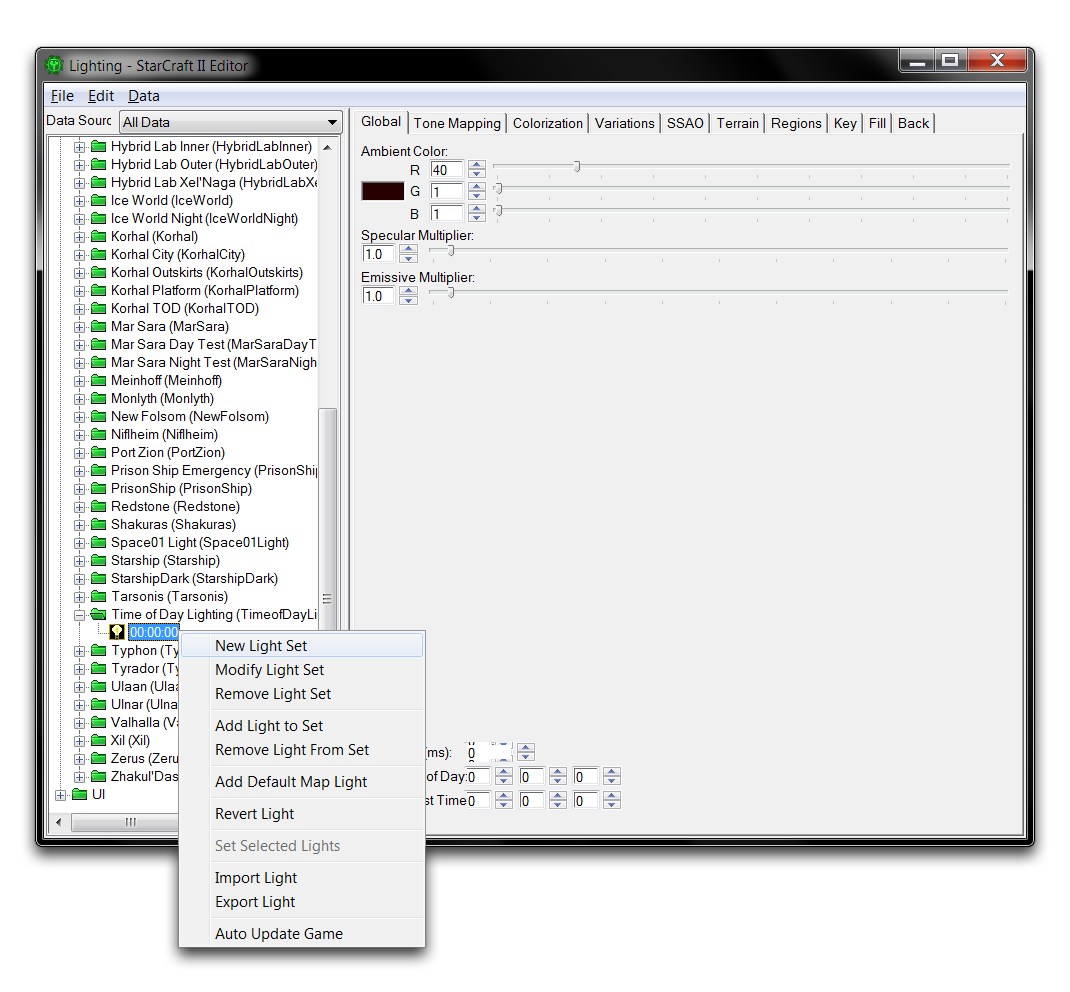 Lighting - StarCraft II Editor
File Edit Data
Data Sourc All Data
Hybrid Lab Inner (HybridLabInner)
Hybrid Lab Outer (HybridLabOuter)
Hybrid Lab Xel'Naga (HybridLabXe
Ice World (IceWorld)
Ice World Night (IceWorldNight)
Korhal (Korhal)
Korhal City (KorhalCity)
Korhal Outskirts (KorhalOutskirts)
Korhal Platform (KorhalPlatform)
Korhal TOD (KorhalTOD)
Mar Sara (MarSara)
Mar Sara Day Test (MarSaraDayT
Mar Sara Night Test (MarSaraNigh
Meinhoff (Meinhoff)
Monlyth (Monlyth)
New Folsom (NewFolsom)
Niflheim (Niflheim)
Port Zion (PortZion)
Prison Ship Emergency (PrisonShip
PrisonShip (PrisonShip)
Redstone (Redstone)
Shakuras (Shakuras)
Space01 Light (Space01Light)
Starship (Starship)
StarshipDark (StarshipDark)
Tarsonis (Tarsonis)
Time of Day Lighting (TimeofDayLi
00:00:00
Typhon (Ty
Tyrador (Ty
Ulaan (Ulaa
Ulnar (Ulna
Valhalla (Va
Xil (Xil)
Zerus (Zeru
Zhakul'Das
UI
Global Tone Mapping Colorization Variations SSAO Terrain Regions Key Fill Back
Ambient Color:
R 40
G 1
B 1
Specular Multiplier:
1.0
Emissive Multiplier:
1.0
(ms): 0
of Day: 0 0 0
st Time 0 0 0
New Light Set
Modify Light Set
Remove Light Set
Add Light to Set
Remove Light From Set
Add Default Map Light
Revert Light
Set Selected Lights
Import Light
Export Light
Auto Update Game